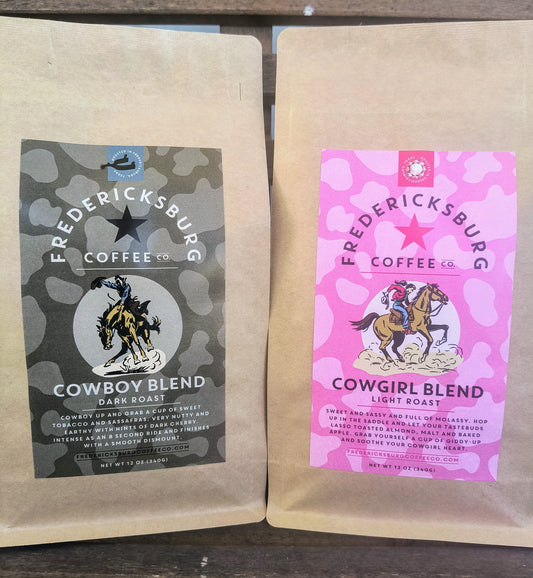 FREDERICKSBURG
COFFEE CO.
COWBOY BLEND
DARK ROAST
COWBOY UP AND GRAB A CUP OF SWEET
TOBACCO AND SASSAFRAS. VERY NUTTY AND
EARTHY WITH HINTS OF DARK CHERRY.
INTENSE AS AN 8 SECOND RIDE AND FINISHES
WITH A SMOOTH DISMOUNT.
FREDERICKSBURGCOFFEECO.COM
NET WT 12 OZ (340G)
FREDERICKSBURG
COFFEE CO.
COWGIRL BLEND
LIGHT ROAST
SWEET AND SASSY AND FULL OF MOLASSY. HOP
UP IN THE SADDLE AND LET YOUR TASTEBUDS
LASSO TOASTED ALMOND, MALT AND BAKED
APPLE. GRAB YOURSELF A CUP OF GIDDY-UP
AND SOOTHE YOUR COWGIRL HEART.
FREDERICKSBURGCOFFEECO.COM
NET WT 12 OZ (340G)